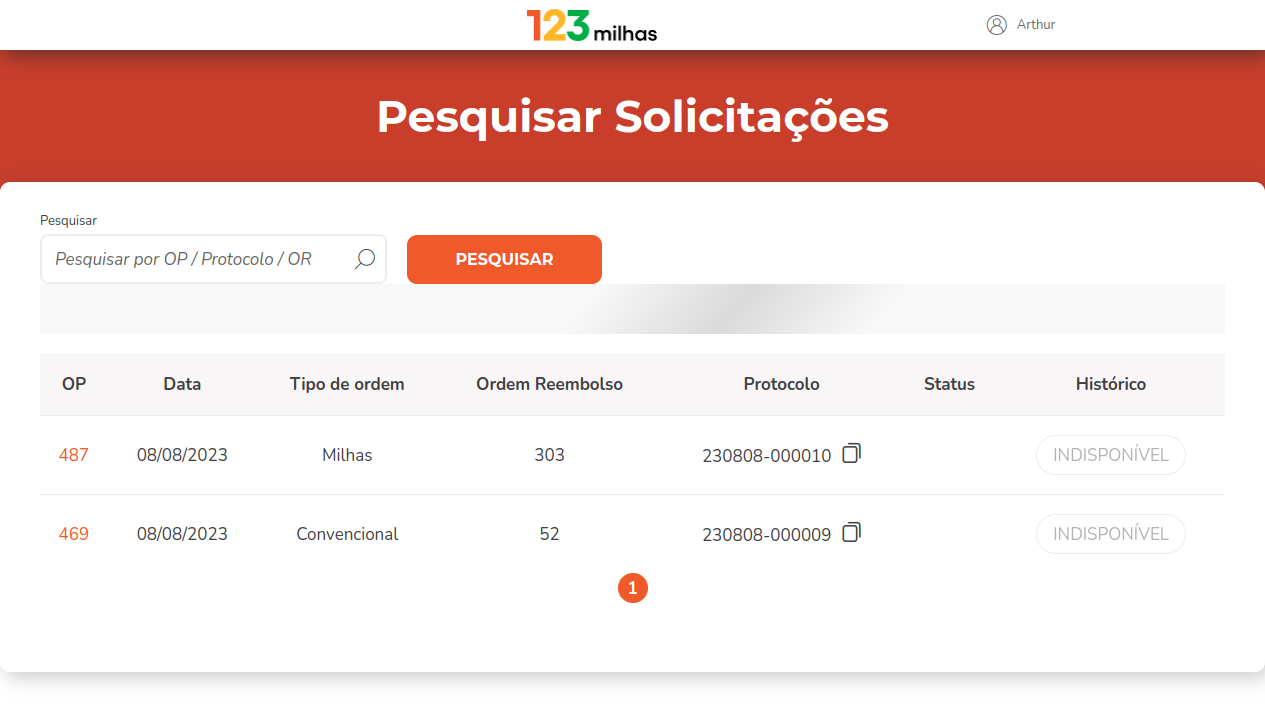 123milhas
Arthur
Pesquisar Solicitações
Pesquisar
Pesquisar por OP / Protocolo / OR
PESQUISAR
OP Data Tipo de ordem Ordem Reembolso Protocolo Status Histórico
487 08/08/2023 Milhas 303 230808-000010 INDISPONÍVEL
469 08/08/2023 Convencional 52 230808-000009 INDISPONÍVEL
1